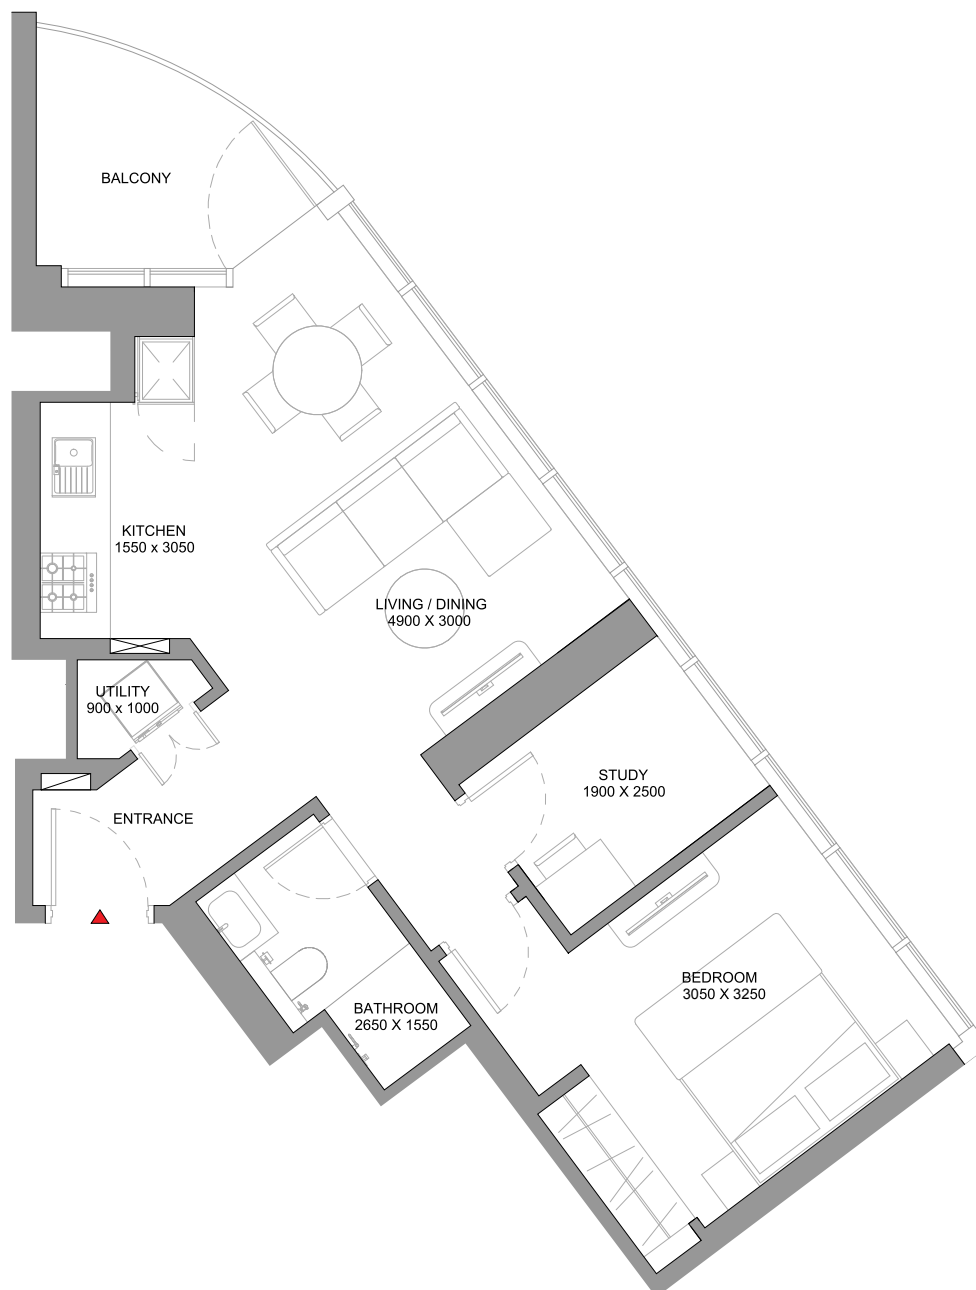 BALCONY
KITCHEN
1550 x 3050
LIVING / DINING
4900 X 3000
UTILITY
900 x 1000
STUDY
1900 X 2500
ENTRANCE
BEDROOM
3050 X 3250
BATHROOM
2650 X 1550